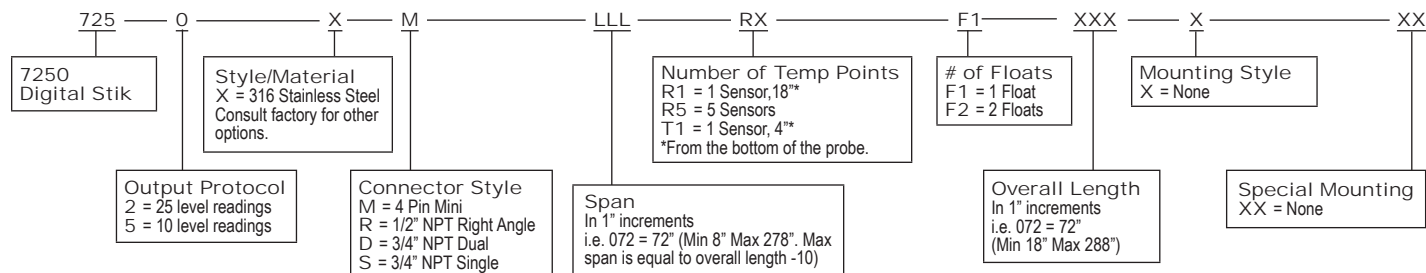 725 0 X M LLL RX F1 XXX X XX
7250
Digital Stik
Style/Material
X = 316 Stainless Steel
Consult factory for other
options.
Number of Temp Points
R1 = 1 Sensor,18"*
R5 = 5 Sensors
T1 = 1 Sensor, 4"*
*From the bottom of the probe.
# of Floats
F1 = 1 Float
F2 = 2 Floats
Mounting Style
X = None
Output Protocol
2 = 25 level readings
5 = 10 level readings
Connector Style
M = 4 Pin Mini
R = 1/2" NPT Right Angle
D = 3/4" NPT Dual
S = 3/4" NPT Single
Span
In 1" increments
i.e. 072 = 72" (Min 8" Max 278". Max
span is equal to overall length -10)
Overall Length
In 1" increments
i.e. 072 = 72"
(Min 18" Max 288")
Special Mounting
XX = None